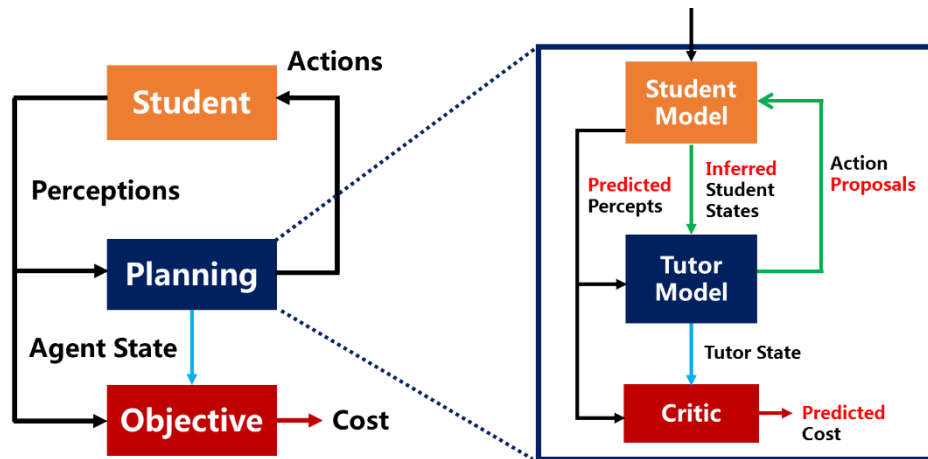 Actions
Student
Perceptions
Planning
Agent State
Objective
Cost
Student
Model
Predicted
Percepts
Inferred
Student
States
Action
Proposals
Tutor
Model
Tutor State
Critic
Predicted
Cost